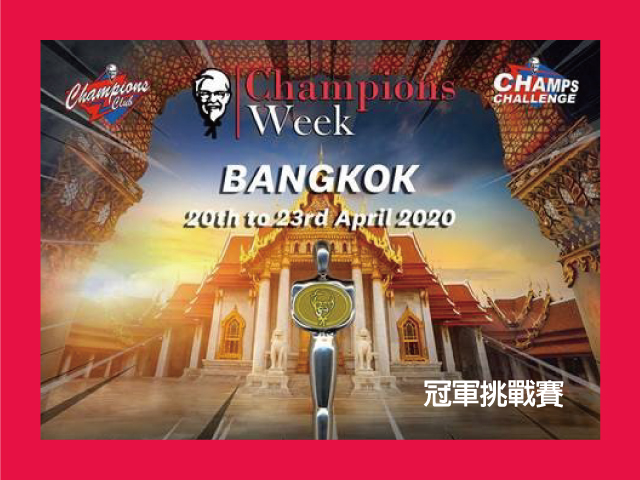 Champions
Club
Champions
Week
CHAMPS
CHALLENGE
BANGKOK
20th to 23rd April 2020
冠軍挑戰賽